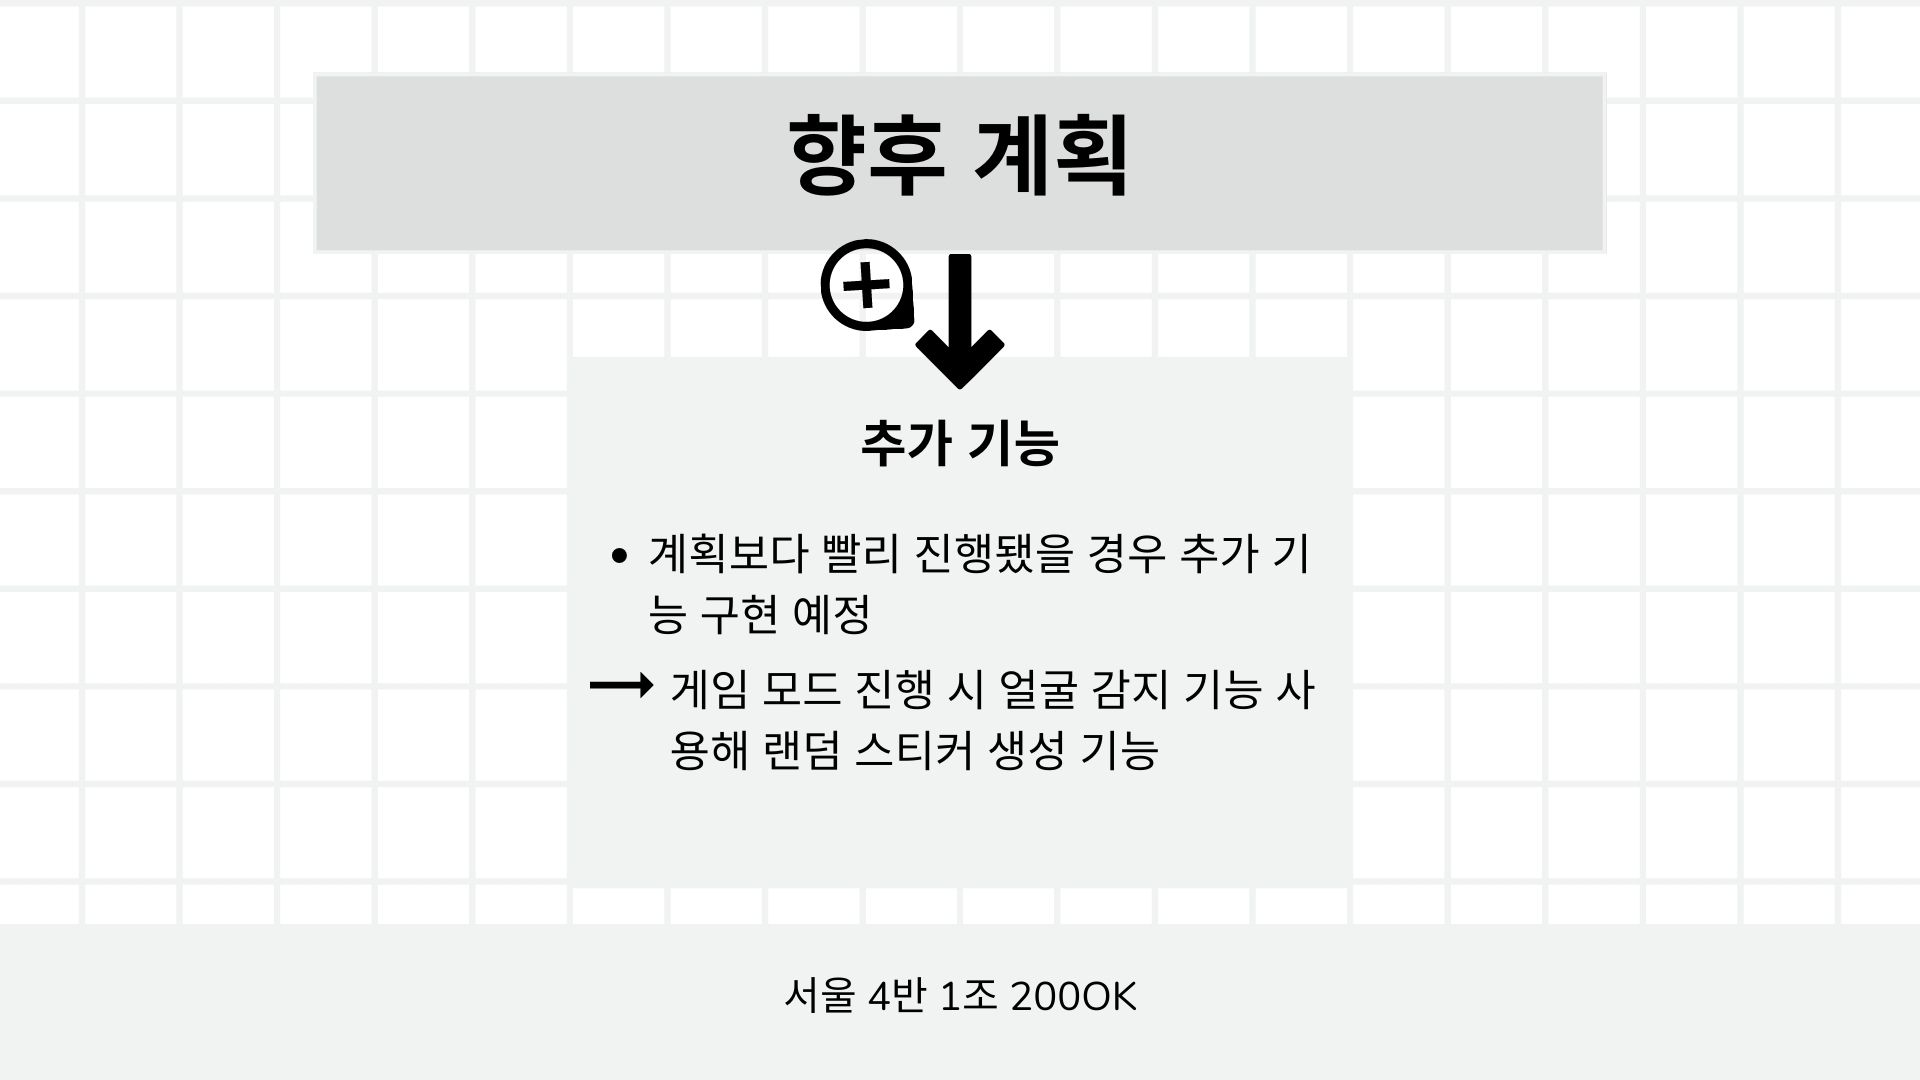 향후 계획
추가 기능
계획보다 빨리 진행됐을 경우 추가 기
능 구현 예정
게임 모드 진행 시 얼굴 감지 기능 사
용해 랜덤 스티커 생성 기능
서울 4반 1조 200OK